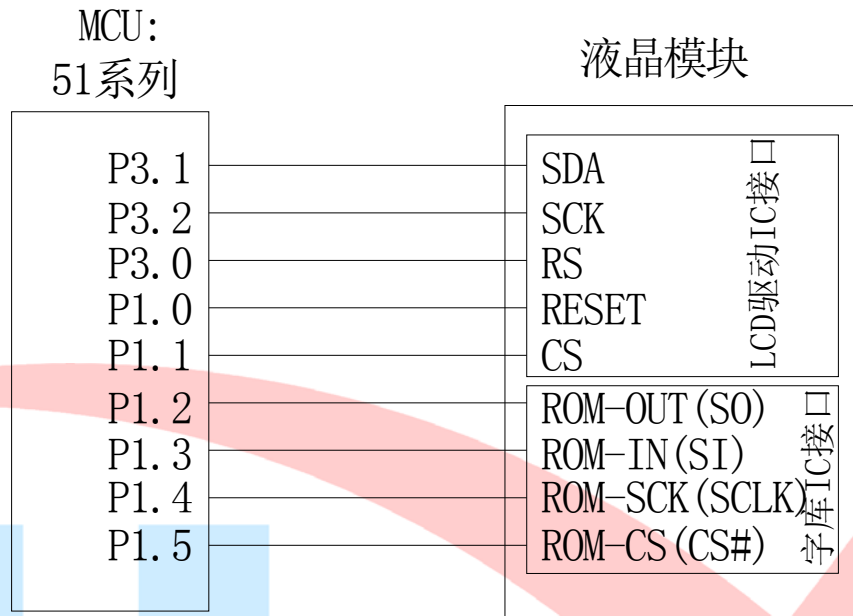 MCU:
51系列
液晶模块
P3.1
SDA
P3.2
SCK
P3.0
RS
P1.0
RESET
P1.1
CS
LCD驱动IC接口
P1.2
ROM-OUT(SO)
P1.3
ROM-IN(SI)
P1.4
ROM-SCK(SCLK)
P1.5
ROM-CS(CS#)
字库IC接口